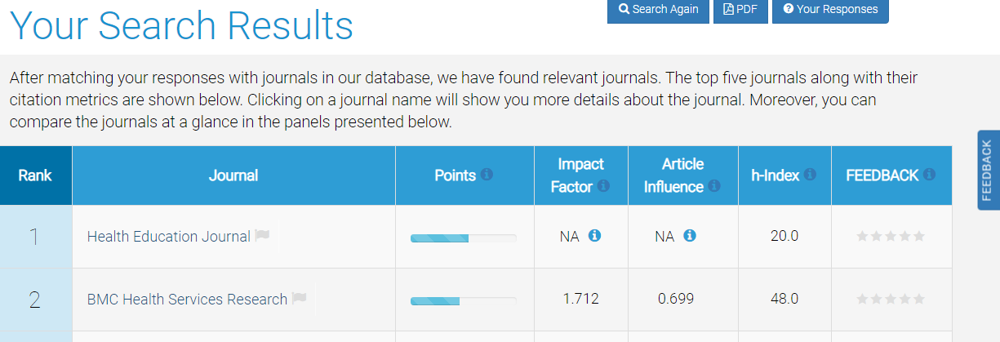 Your Search Results
Search Again
PDF
Your Responses
After matching your responses with journals in our database, we have found relevant journals. The top five journals along with their
citation metrics are shown below. Clicking on a journal name will show you more details about the journal. Moreover, you can
compare the journals at a glance in the panels presented below.
FEEDBACK
Rank Journal Points Impact Factor Article Influence h-Index FEEDBACK
1 Health Education Journal NA NA 20.0
2 BMC Health Services Research 1.712 0.699 48.0